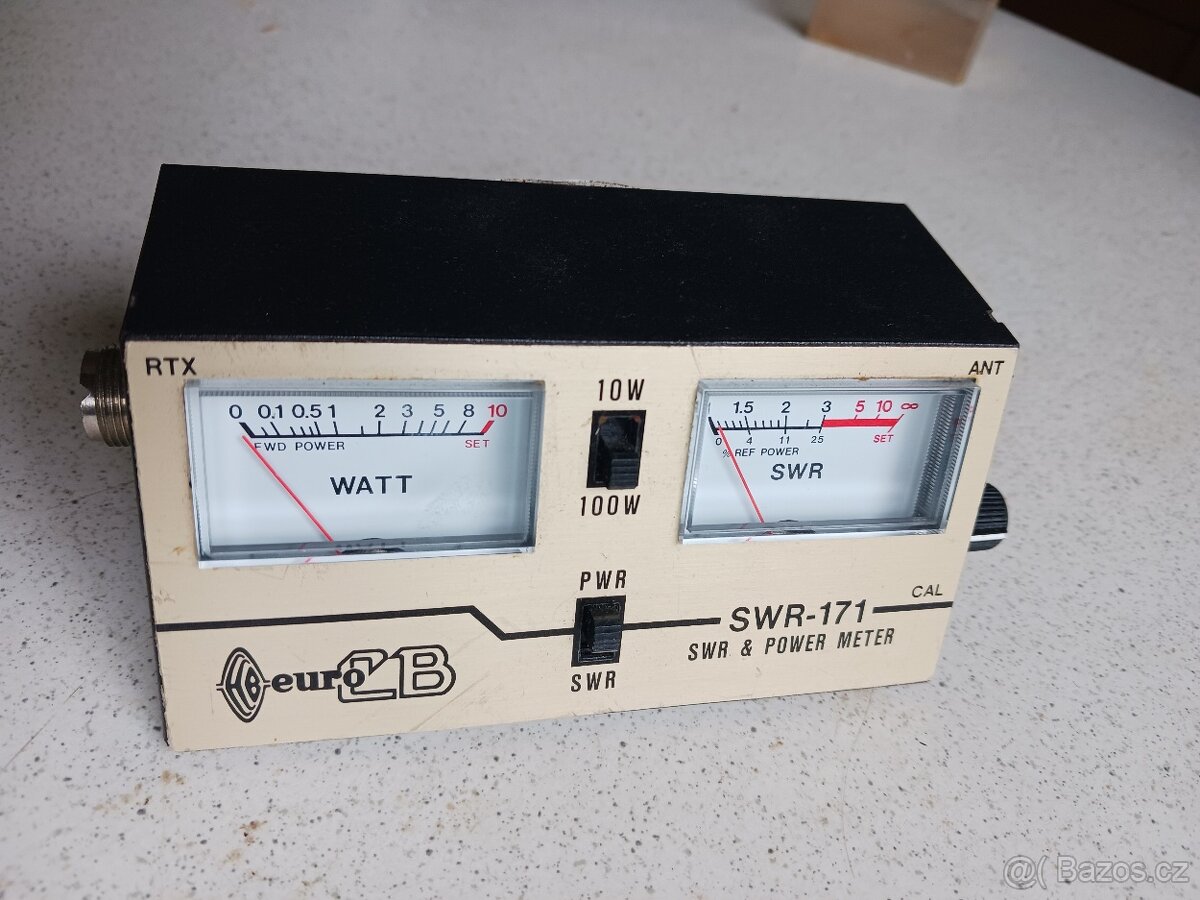 RTX
ANT
0 0.1 0.5 1 2 3 5 8 10
FWD POWER
SET
WATT
10W
100W
1.5 2 3 5 10 ∞
0 4 11 25
SET
% REF POWER
SWR
PWR
SWR
CAL
SWR-171
SWR & POWER METER
euro CB
@( Bazos.cz